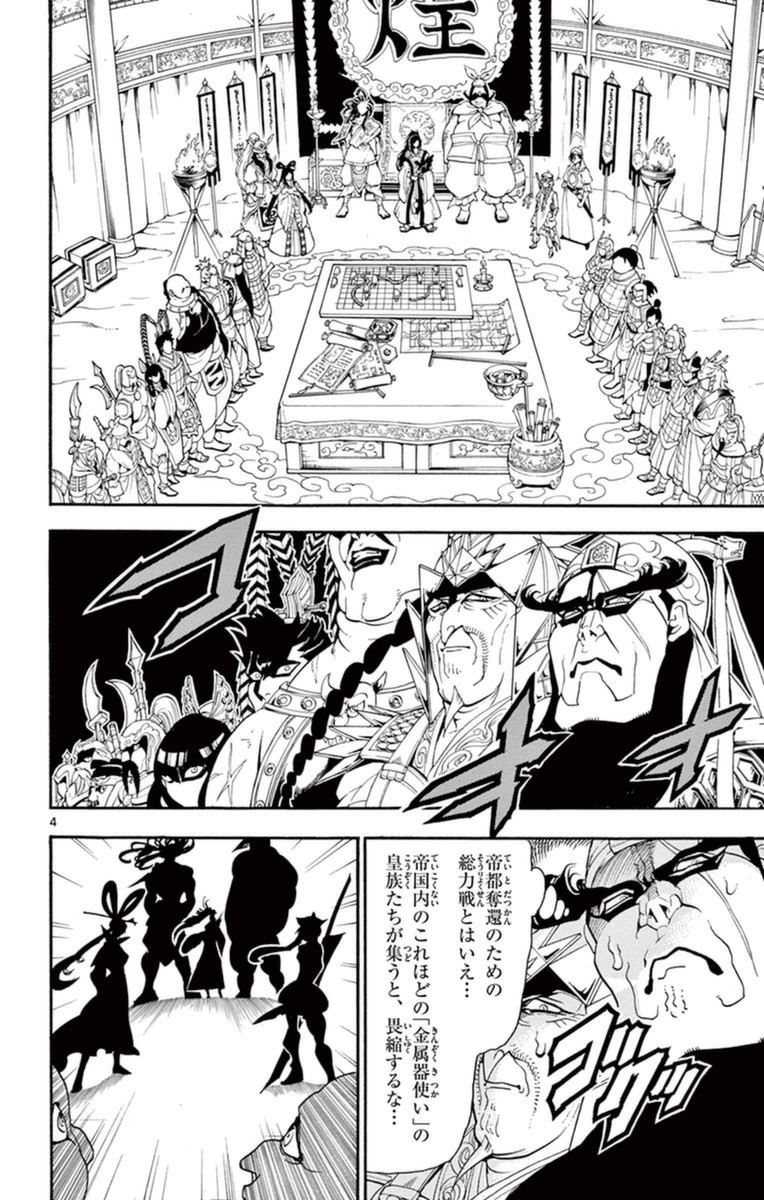 煌
ゴ
オ
オ
4
帝都奪還のための
総力戦とはいえ…
帝国内のこれほどの「金属器使い」の
皇族たちが集うと、畏縮するな…
ゾクッ